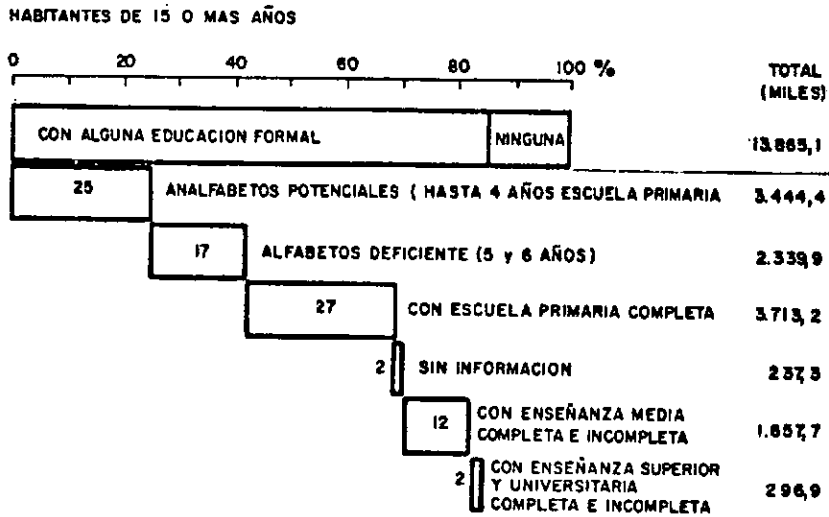 HABITANTES DE 15 O MAS AÑOS
0 20 40 60 80 100 %
TOTAL
(MILES)
CON ALGUNA EDUCACION FORMAL NINGUNA 13.865,1
25 ANALFABETOS POTENCIALES ( HASTA 4 AÑOS ESCUELA PRIMARIA 3.444,4
17 ALFABETOS DEFICIENTE (5 y 6 AÑOS) 2.339,9
27 CON ESCUELA PRIMARIA COMPLETA 3.713,2
2 SIN INFORMACION 237,3
12 CON ENSEÑANZA MEDIA
COMPLETA E INCOMPLETA 1.657,7
2 CON ENSEÑANZA SUPERIOR
Y UNIVERSITARIA 296,9
COMPLETA E INCOMPLETA